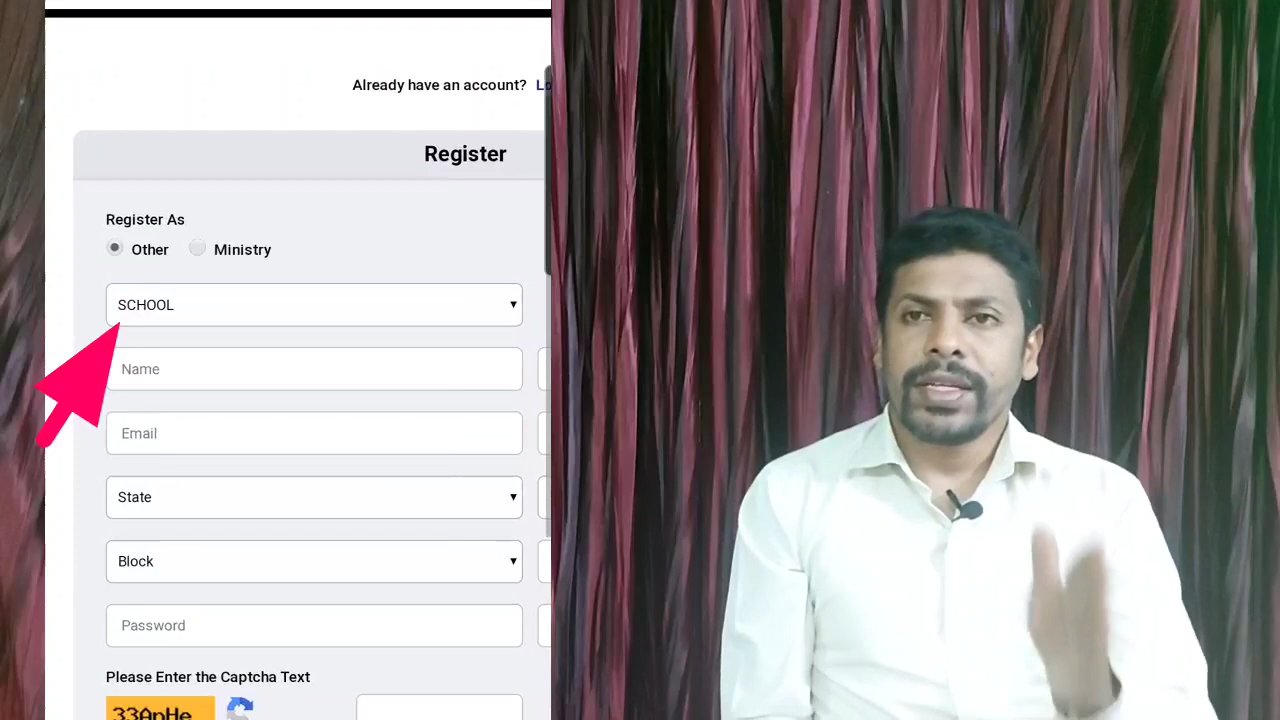 Already have an account?
Register
Register As
Other Ministry
SCHOOL
Name
Email
State
Block
Password
Please Enter the Captcha Text
33ApHe